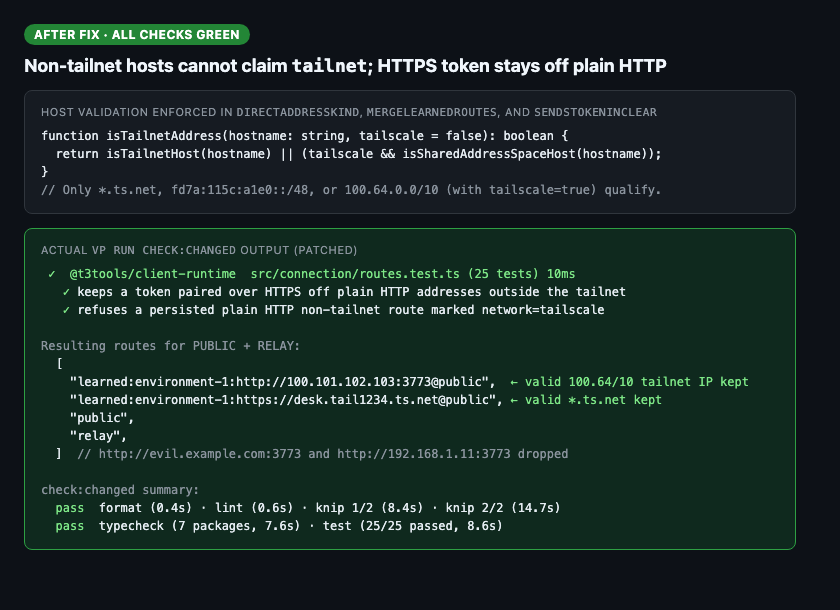 AFTER FIX · ALL CHECKS GREEN
Non-tailnet hosts cannot claim tailnet; HTTPS token stays off plain HTTP
HOST VALIDATION ENFORCED IN DIRECTADDRESSKIND, MERGELEARNEDROUTES, AND SENDSTOKENINCLEAR
function isTailnetAddress(hostname: string, tailscale = false): boolean {
  return isTailnetHost(hostname) || (tailscale && isSharedAddressSpaceHost(hostname));
}
// Only *.ts.net, fd7a:115c:a1e0::/48, or 100.64.0.0/10 (with tailscale=true) qualify.
ACTUAL VP RUN CHECK:CHANGED OUTPUT (PATCHED)
✓ @t3tools/client-runtime src/connection/routes.test.ts (25 tests) 10ms
✓ keeps a token paired over HTTPS off plain HTTP addresses outside the tailnet
✓ refuses a persisted plain HTTP non-tailnet route marked network=tailscale
Resulting routes for PUBLIC + RELAY:
[
"learned:environment-1:http://100.101.102.103:3773@public", ← valid 100.64/10 tailnet IP kept
"learned:environment-1:https://desk.tail1234.ts.net@public", ← valid *.ts.net kept
"public",
"relay",
] // http://evil.example.com:3773 and http://192.168.1.11:3773 dropped
check:changed summary:
pass format (0.4s) · lint (0.6s) · knip 1/2 (8.4s) · knip 2/2 (14.7s)
pass typecheck (7 packages, 7.6s) · test (25/25 passed, 8.6s)